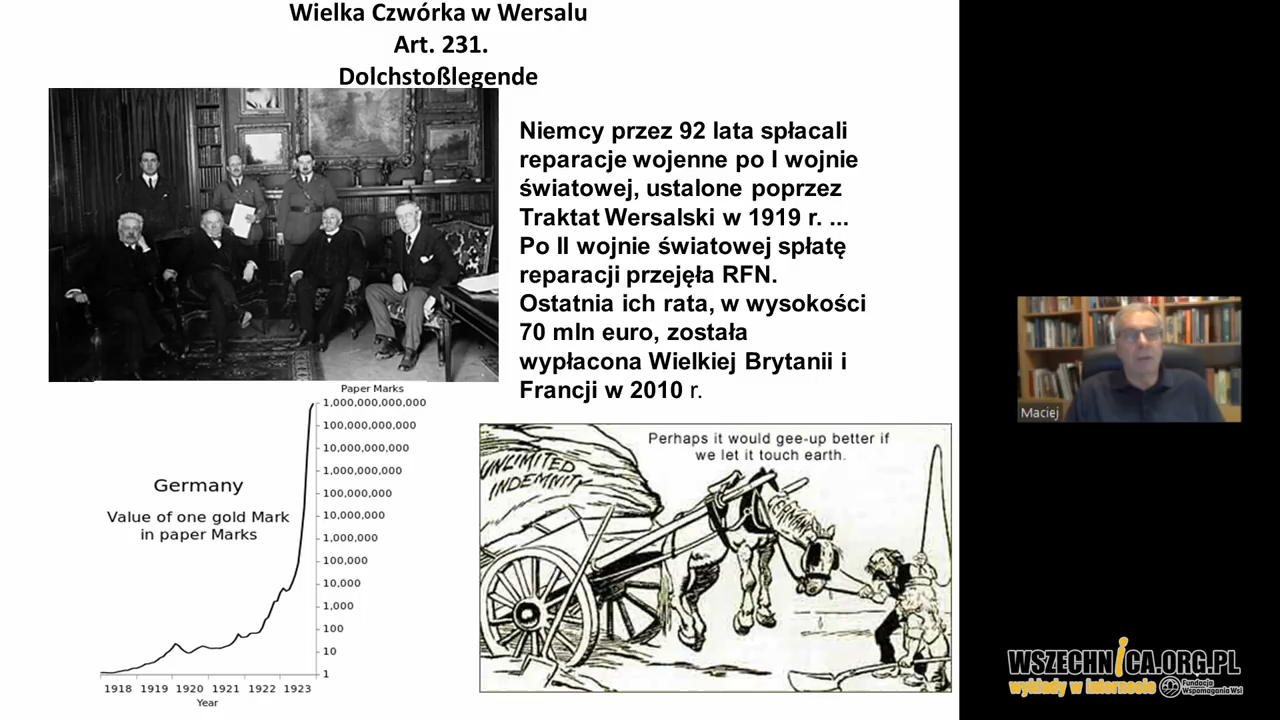 Wielka Czwórka w Wersalu
Art. 231.
Dolchstoßlegende
Niemcy przez 92 lata spłacali
reparacje wojenne po I wojnie
światowej, ustalone poprzez
Traktat Wersalski w 1919 r. ...
Po II wojnie światowej spłatę
reparacji przejęła RFN.
Ostatnia ich rata, w wysokości
70 mln euro, została
wypłacona Wielkiej Brytanii i
Francji w 2010 r.
Paper Marks
1,000,000,000,000
100,000,000,000
10,000,000,000
1,000,000,000
100,000,000
10,000,000
1,000,000
100,000
10,000
1,000
100
10
1
Germany
Value of one gold Mark
in paper Marks
1918 1919 1920 1921 1922 1923
Year
Perhaps it would gee-up better if
we let it touch earth.
UNLIMITED
INDEMNITY
Maciej
WSZECHNICA.ORG.PL
wykłady w internecie
Fundacja
Wspomagania Wsi